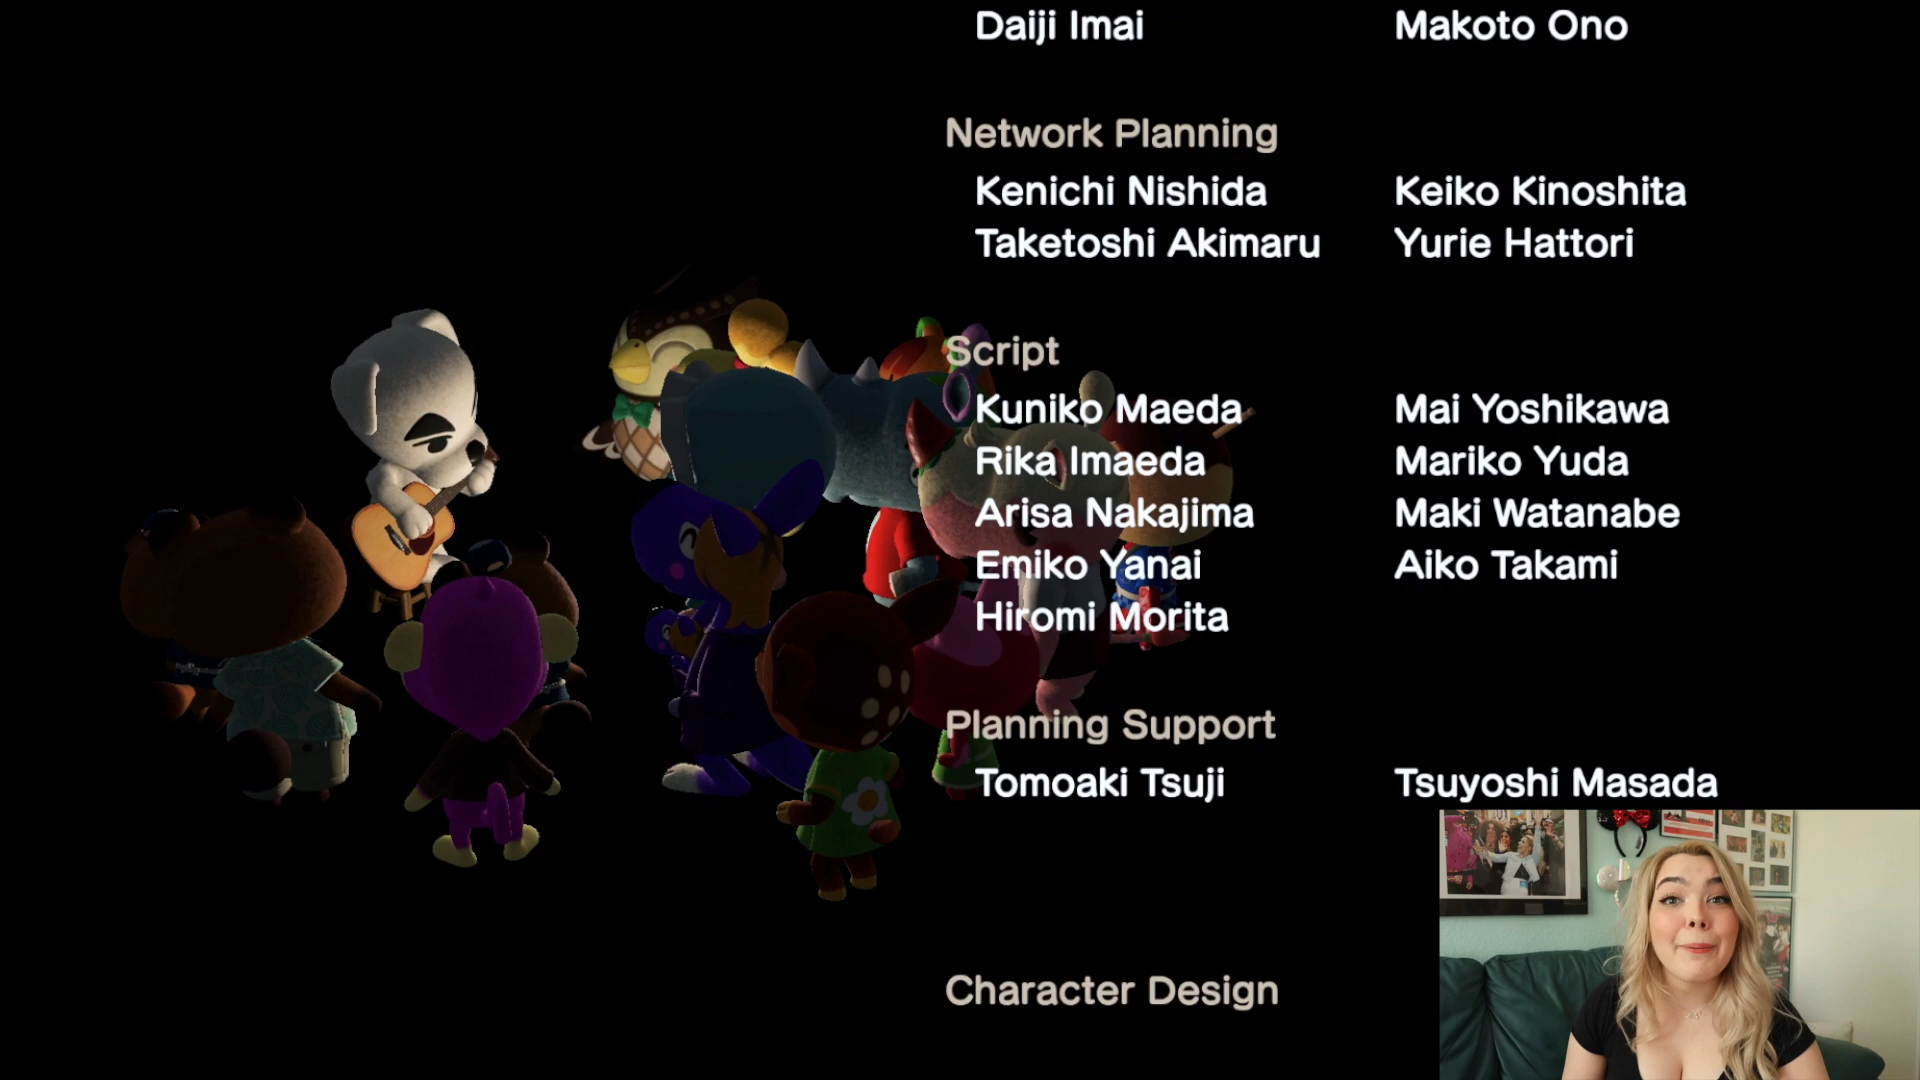 Daiji Imai Makoto Ono
Network Planning
Kenichi Nishida Keiko Kinoshita
Taketoshi Akimaru Yurie Hattori
Script
Kuniko Maeda Mai Yoshikawa
Rika Imaeda Mariko Yuda
Arisa Nakajima Maki Watanabe
Emiko Yanai Aiko Takami
Hiromi Morita
Planning Support
Tomoaki Tsuji Tsuyoshi Masada
Character Design